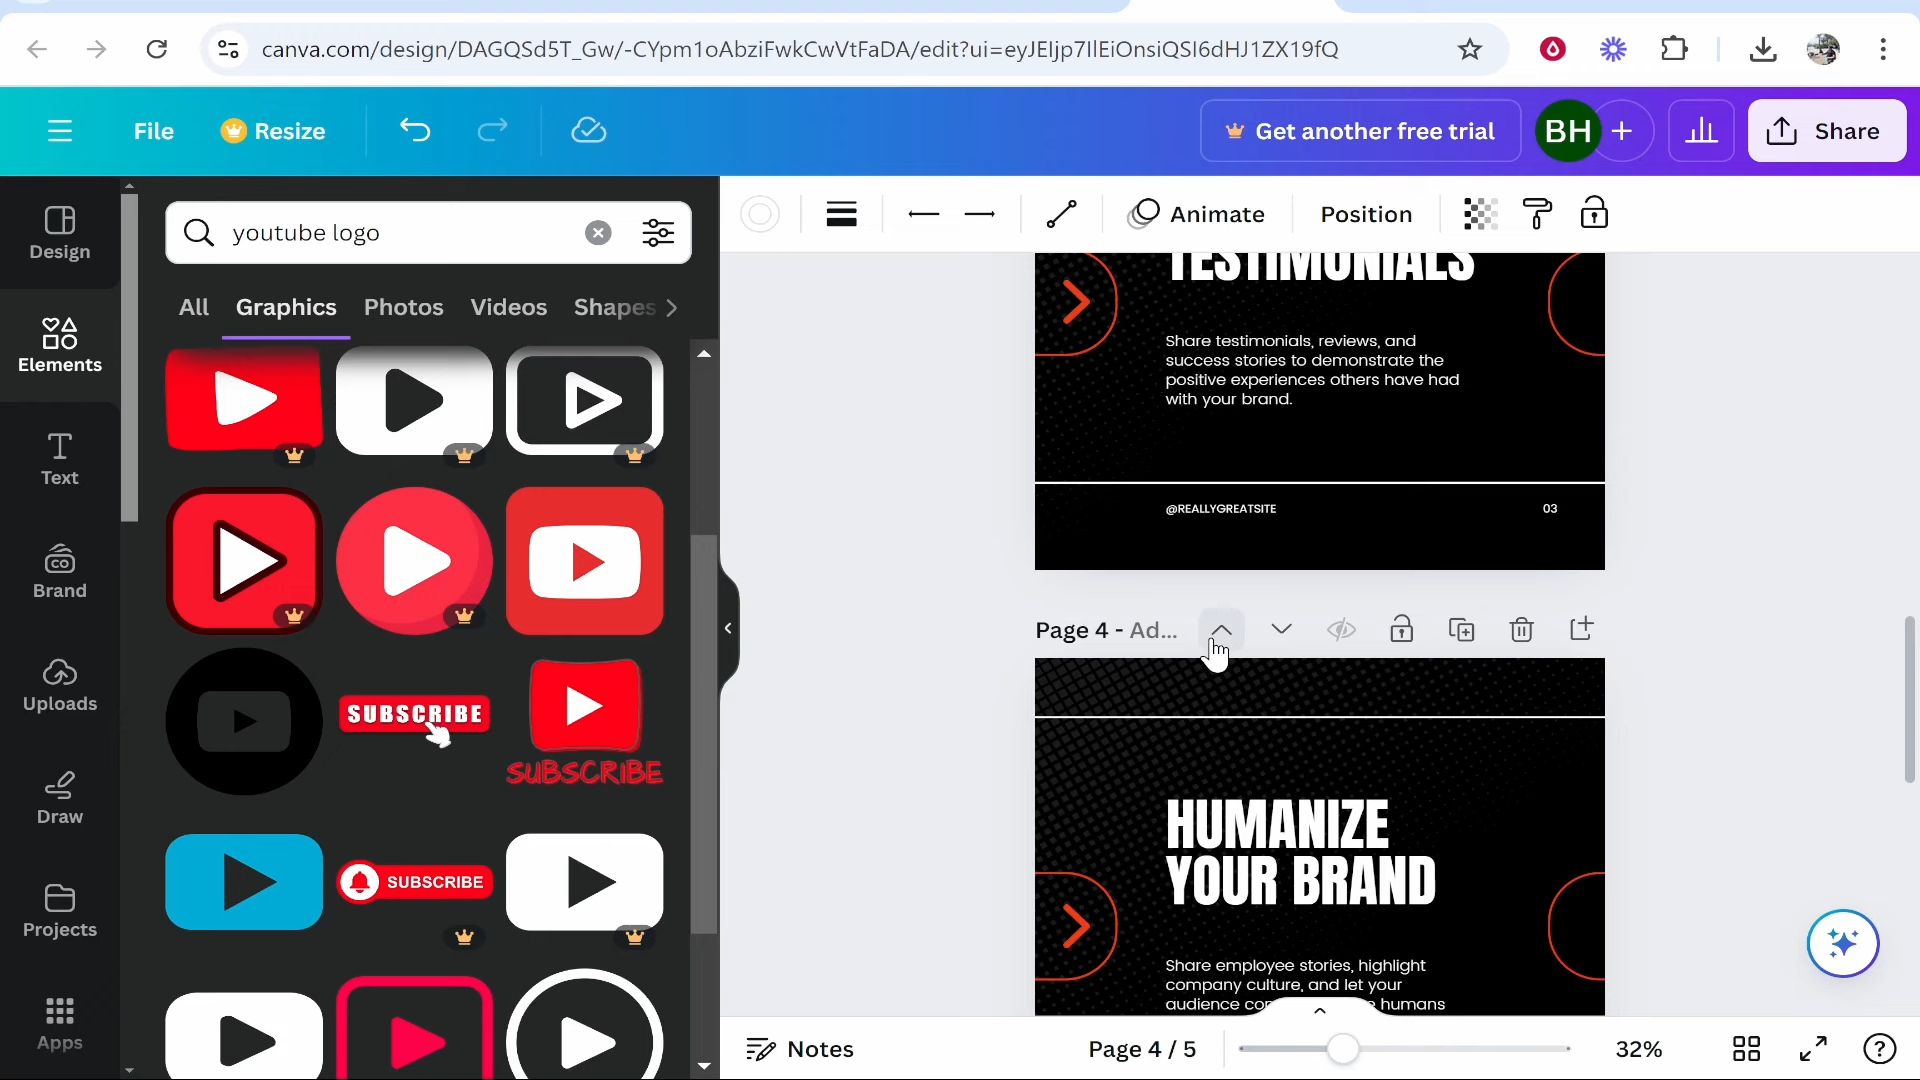 canva.com/design/DAGQSd5T_Gw/-CYpm1oAbziFwkCwVtFaDA/edit?ui=eyJEIjp7IlEiOnsiQSI6dHJ1ZX19fQ
File
Resize
Get another free trial
BH
Share
Design
Elements
Text
Brand
Uploads
Draw
Projects
Apps
youtube logo
All
Graphics
Photos
Videos
Shapes
SUBSCRIBE
SUBSCRIBE
SUBSCRIBE
Animate
Position
TESTIMONIALS
Share testimonials, reviews, and
success stories to demonstrate the
positive experiences others have had
with your brand.
@REALLYGREATSITE
03
Page 4 - Ad...
HUMANIZE
YOUR BRAND
Share employee stories, highlight
company culture, and let your
audience
humans
Notes
Page 4 / 5
32%